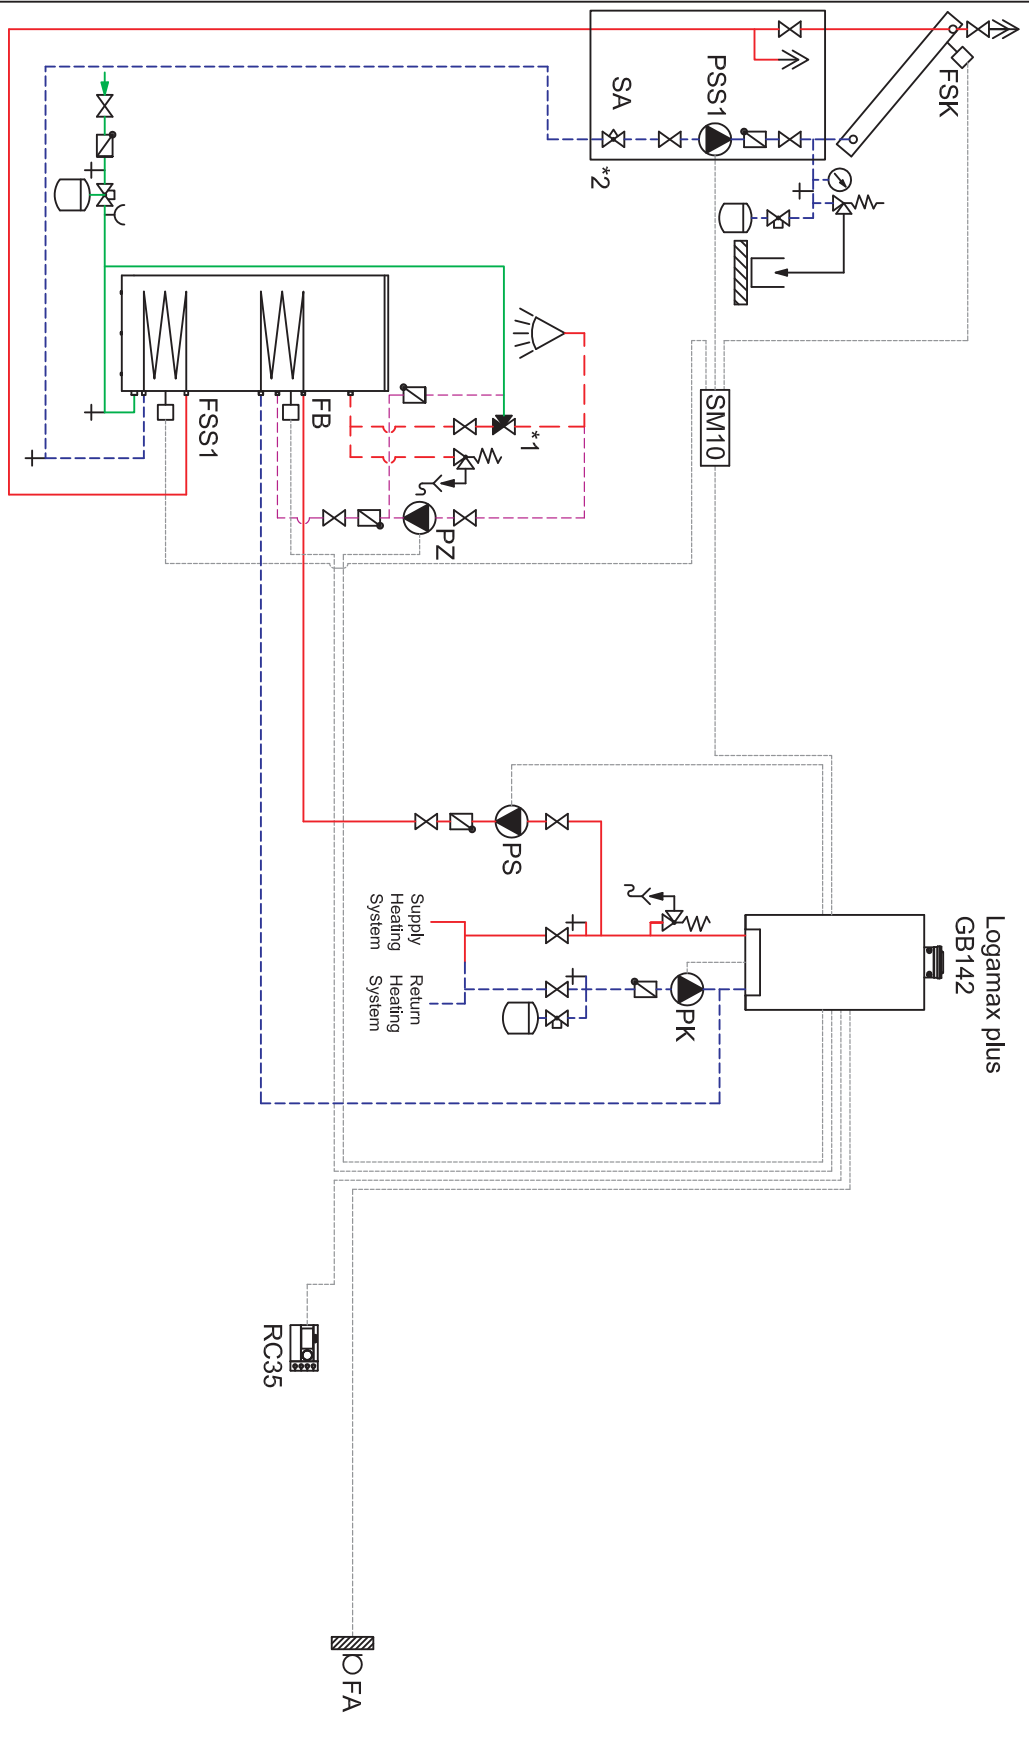 FSK
PSS1
SA
*2
SM10
*1
FB
FSS1
PZ
PS
Supply
Heating
System
Return
Heating
System
PK
Logamax plus
GB142
RC35
FA